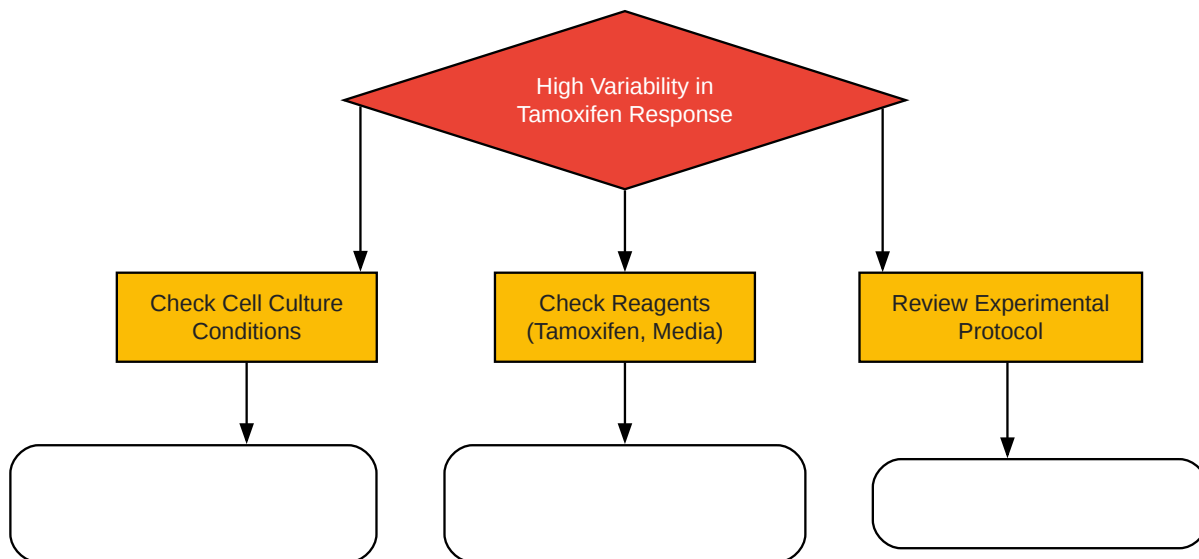 High Variability in
Tamoxifen Response
Check Cell Culture
Conditions
Check Reagents
(Tamoxifen, Media)
Review Experimental
Protocol